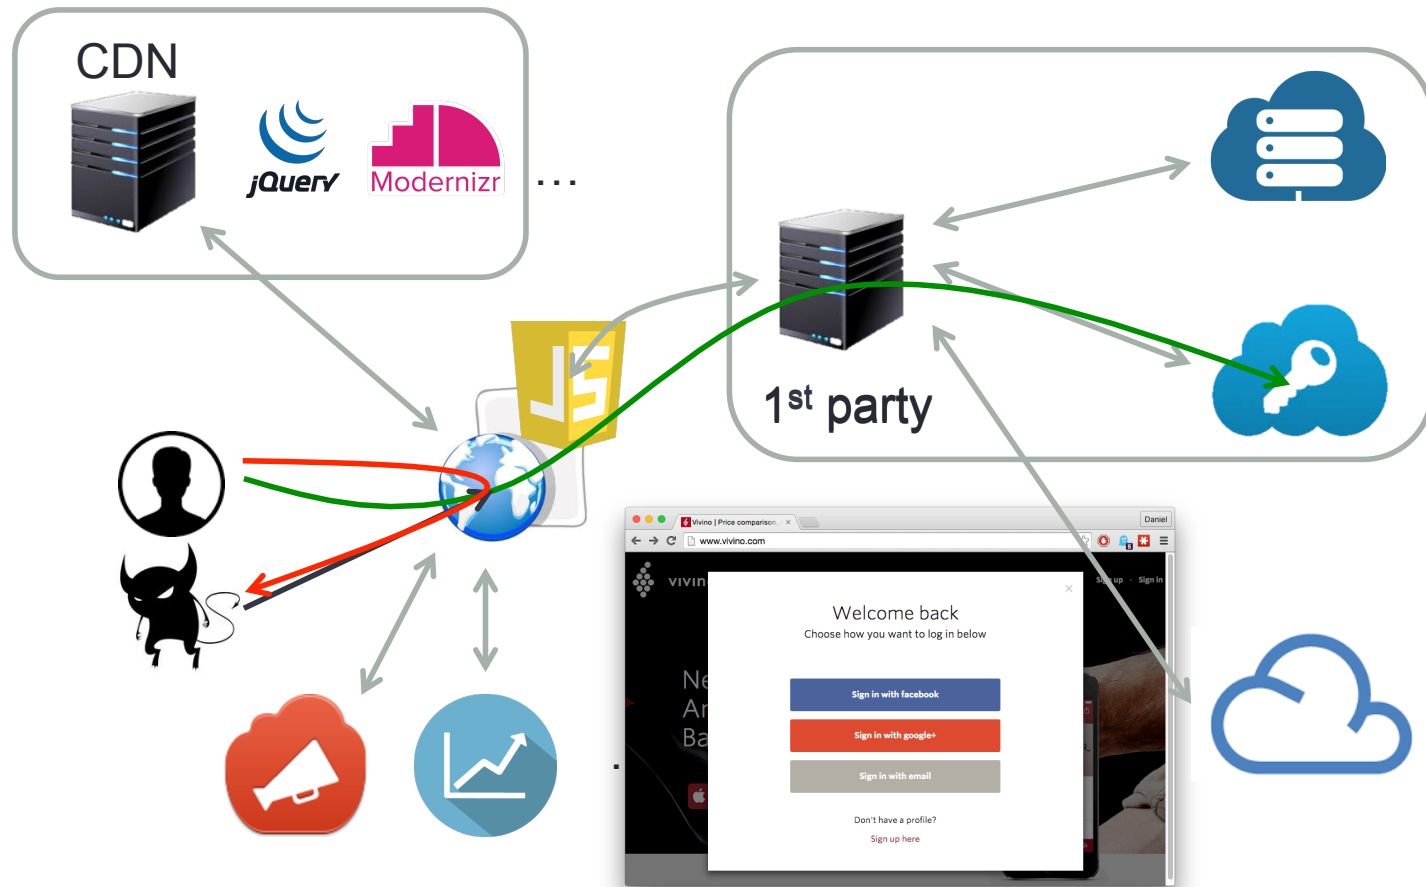 CDN
jQuery
Modernizr
...
1st party
JS
Vivino | Price comparison,
Daniel
www.vivino.com
Sign up · Sign in
Welcome back
Choose how you want to log in below
Sign in with facebook
Sign in with google+
Sign in with email
Don't have a profile?
Sign up here